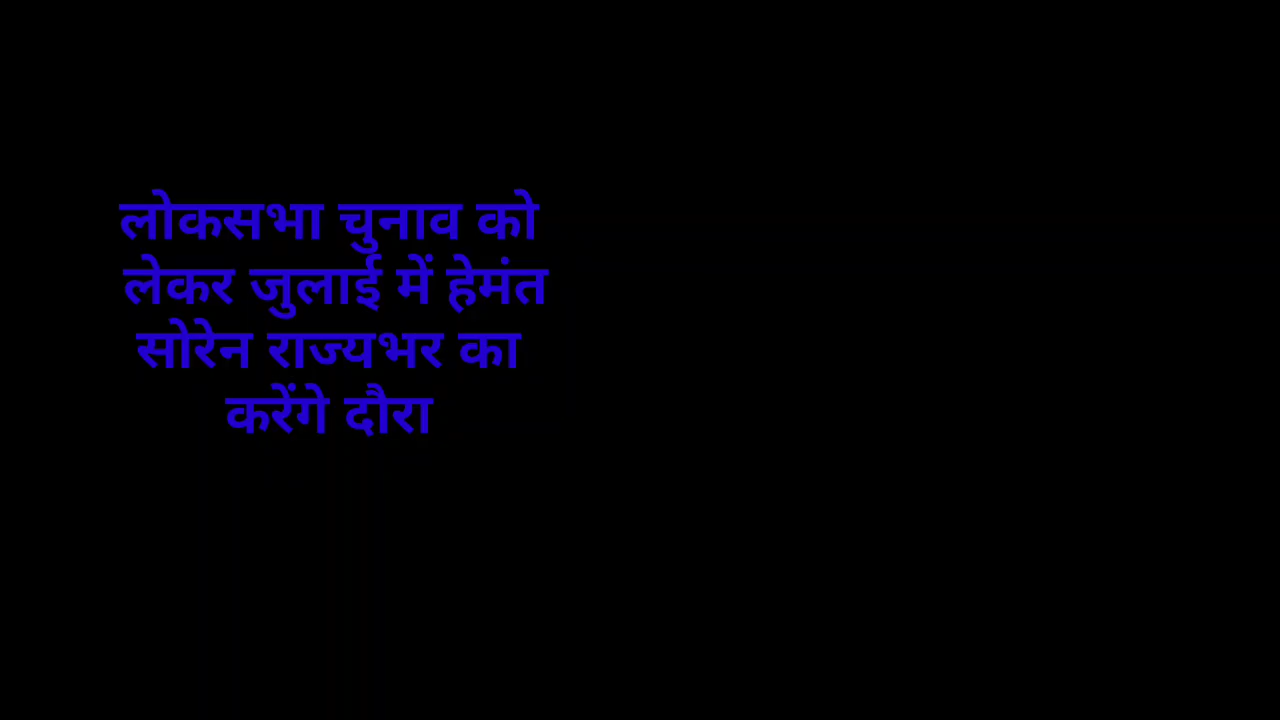 लोकसभा चुनाव को
लेकर जुलाई में हेमंत
सोरेन राज्यभर का
करेंगे दौरा